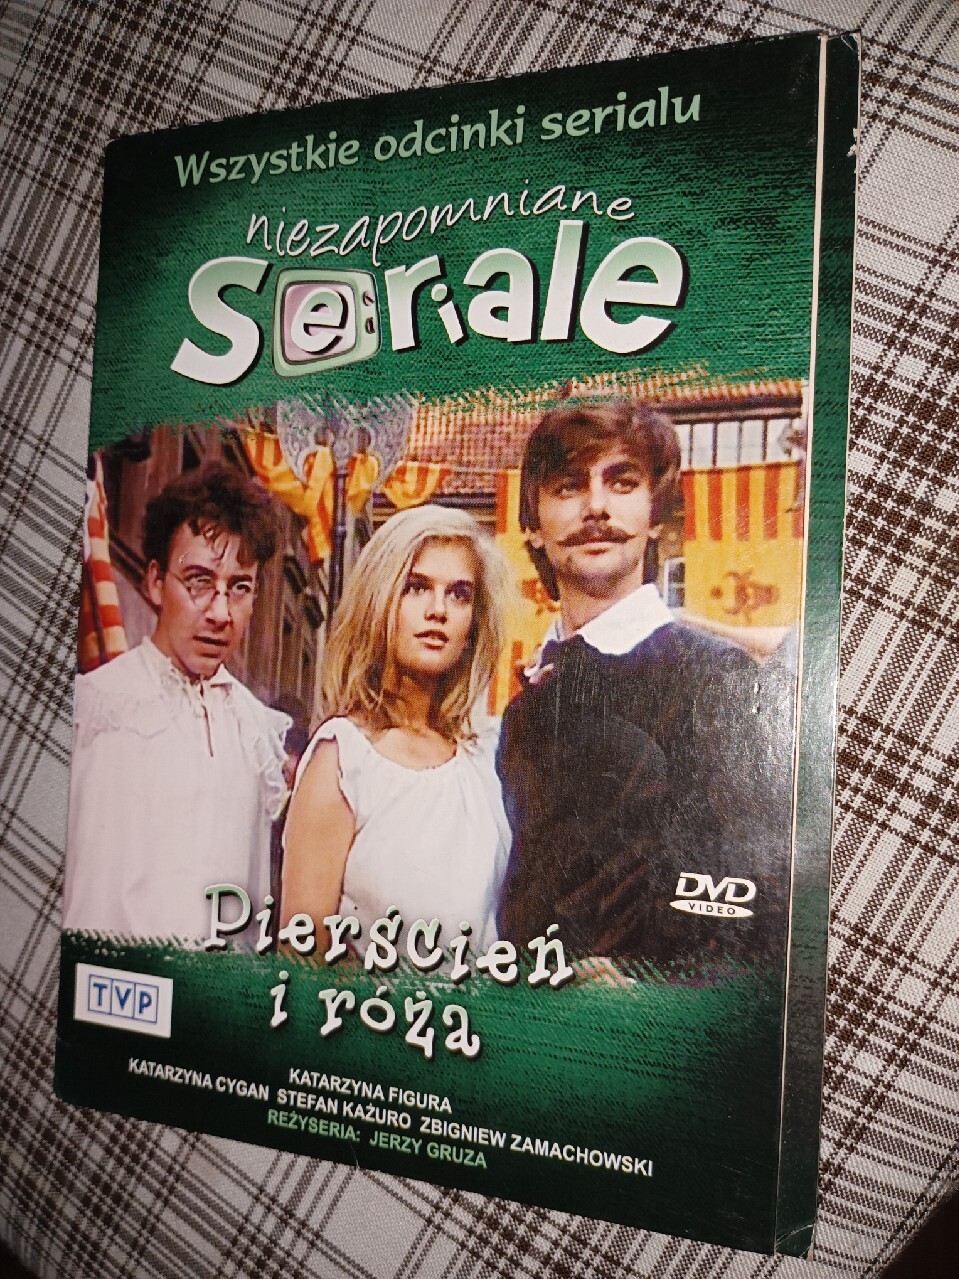 Wszystkie odcinki serialu
niezapomniane
Seriale
DVD
VIDEO
Pierścień
i róża
TVP
KATARZYNA FIGURA
KATARZYNA CYGAN STEFAN KAŻURO ZBIGNIEW ZAMACHOWSKI
REŻYSERIA: JERZY GRUZA